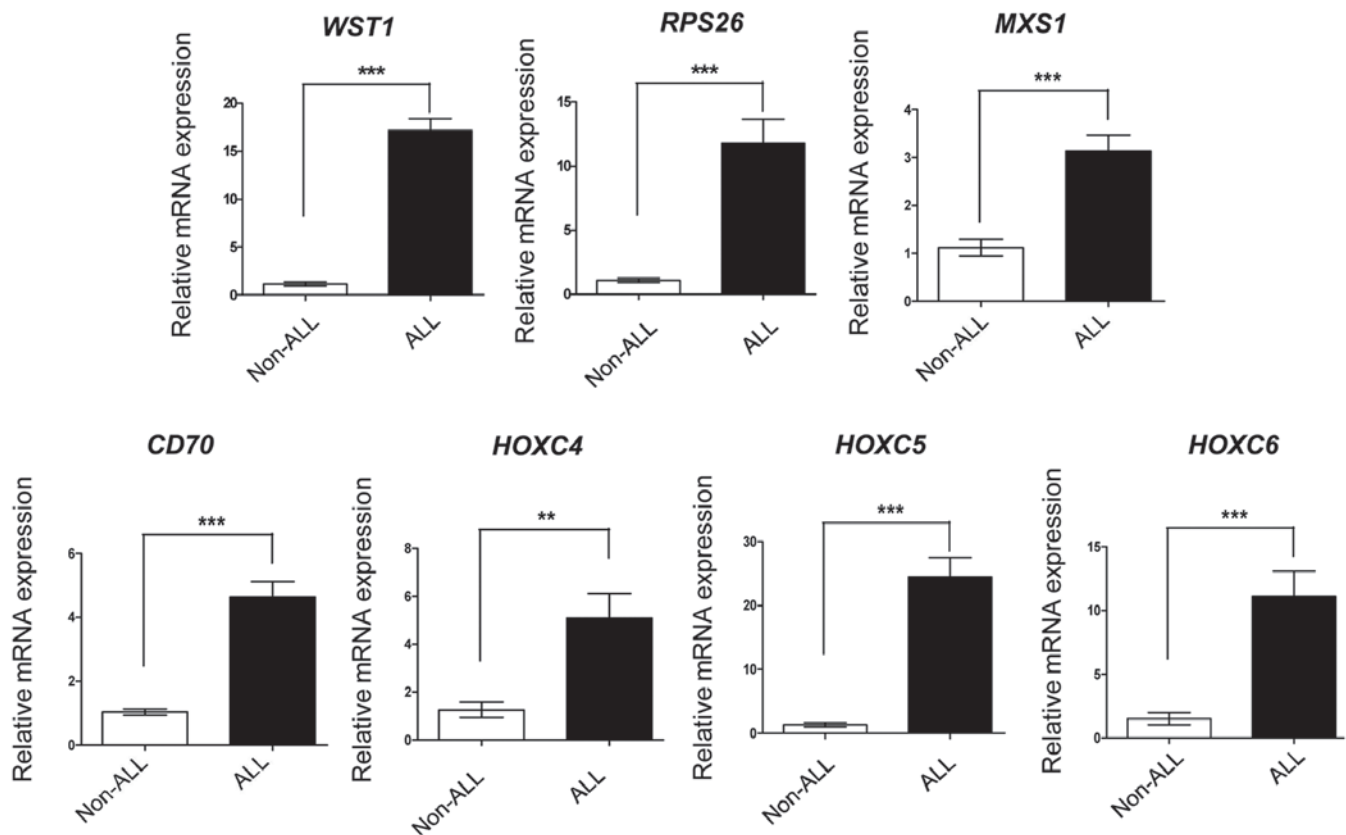 WST1
RPS26
MXS1
Relative mRNA expression
***
20
15
10
5
0
Non-ALL
ALL
Relative mRNA expression
***
15
10
5
0
Non-ALL
ALL
Relative mRNA expression
***
4
3
2
1
0
Non-ALL
ALL
CD70
HOXC4
HOXC5
HOXC6
Relative mRNA expression
***
6
4
2
0
Non-ALL
ALL
Relative mRNA expression
**
8
6
4
2
0
Non-ALL
ALL
Relative mRNA expression
***
30
20
10
0
Non-ALL
ALL
Relative mRNA expression
***
15
10
5
0
Non-ALL
ALL